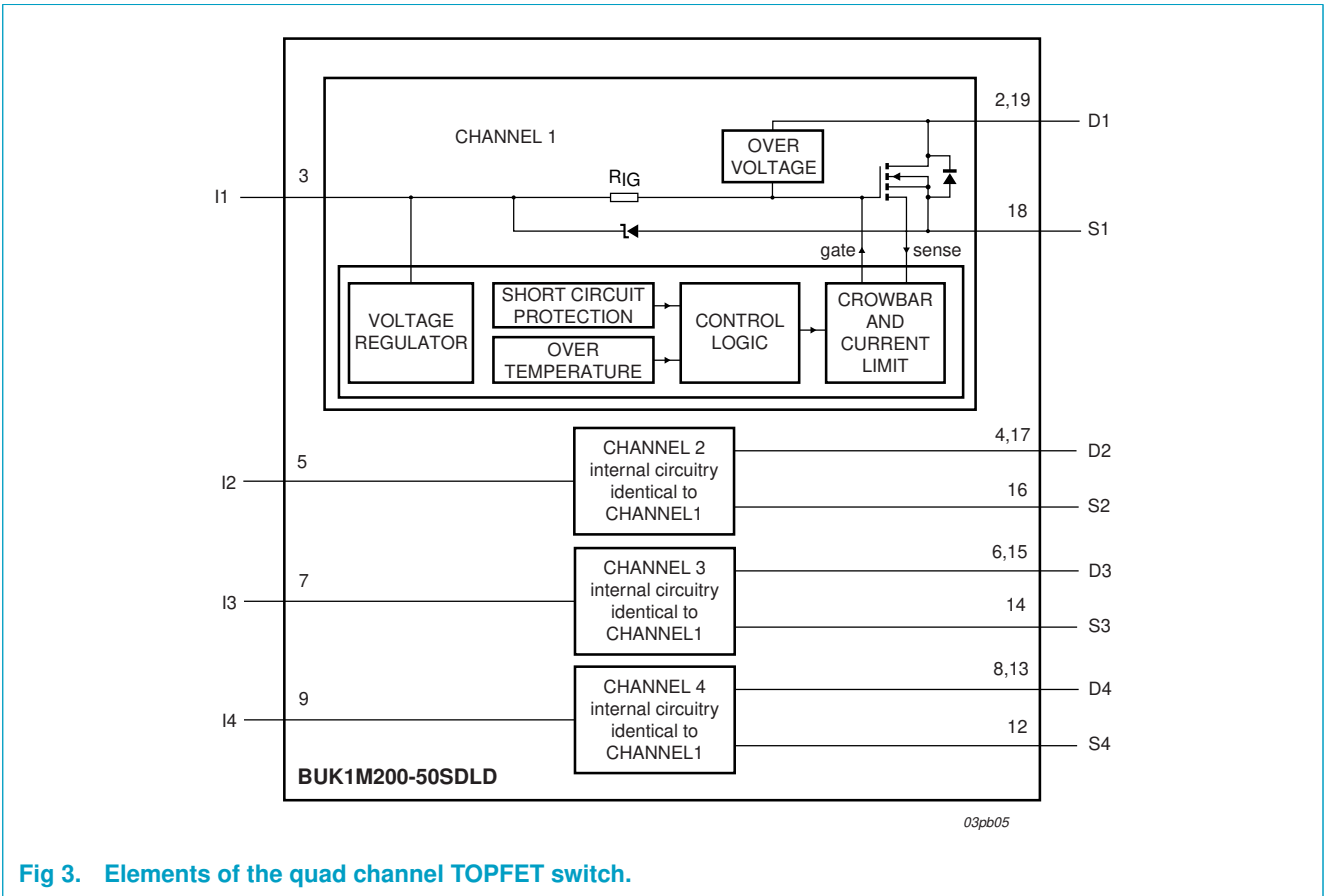 2,19
D1
CHANNEL 1
OVER
VOLTAGE
3
RIG
I1
18
S1
gate
sense
VOLTAGE
REGULATOR
SHORT CIRCUIT
PROTECTION
OVER
TEMPERATURE
CONTROL
LOGIC
CROWBAR
AND
CURRENT
LIMIT
4,17
D2
CHANNEL 2
internal circuitry
identical to
CHANNEL1
5
I2
16
S2
6,15
D3
CHANNEL 3
internal circuitry
identical to
CHANNEL1
7
I3
14
S3
8,13
D4
CHANNEL 4
internal circuitry
identical to
CHANNEL1
9
I4
12
S4
BUK1M200-50SDLD
03pb05
Fig 3. Elements of the quad channel TOPFET switch.